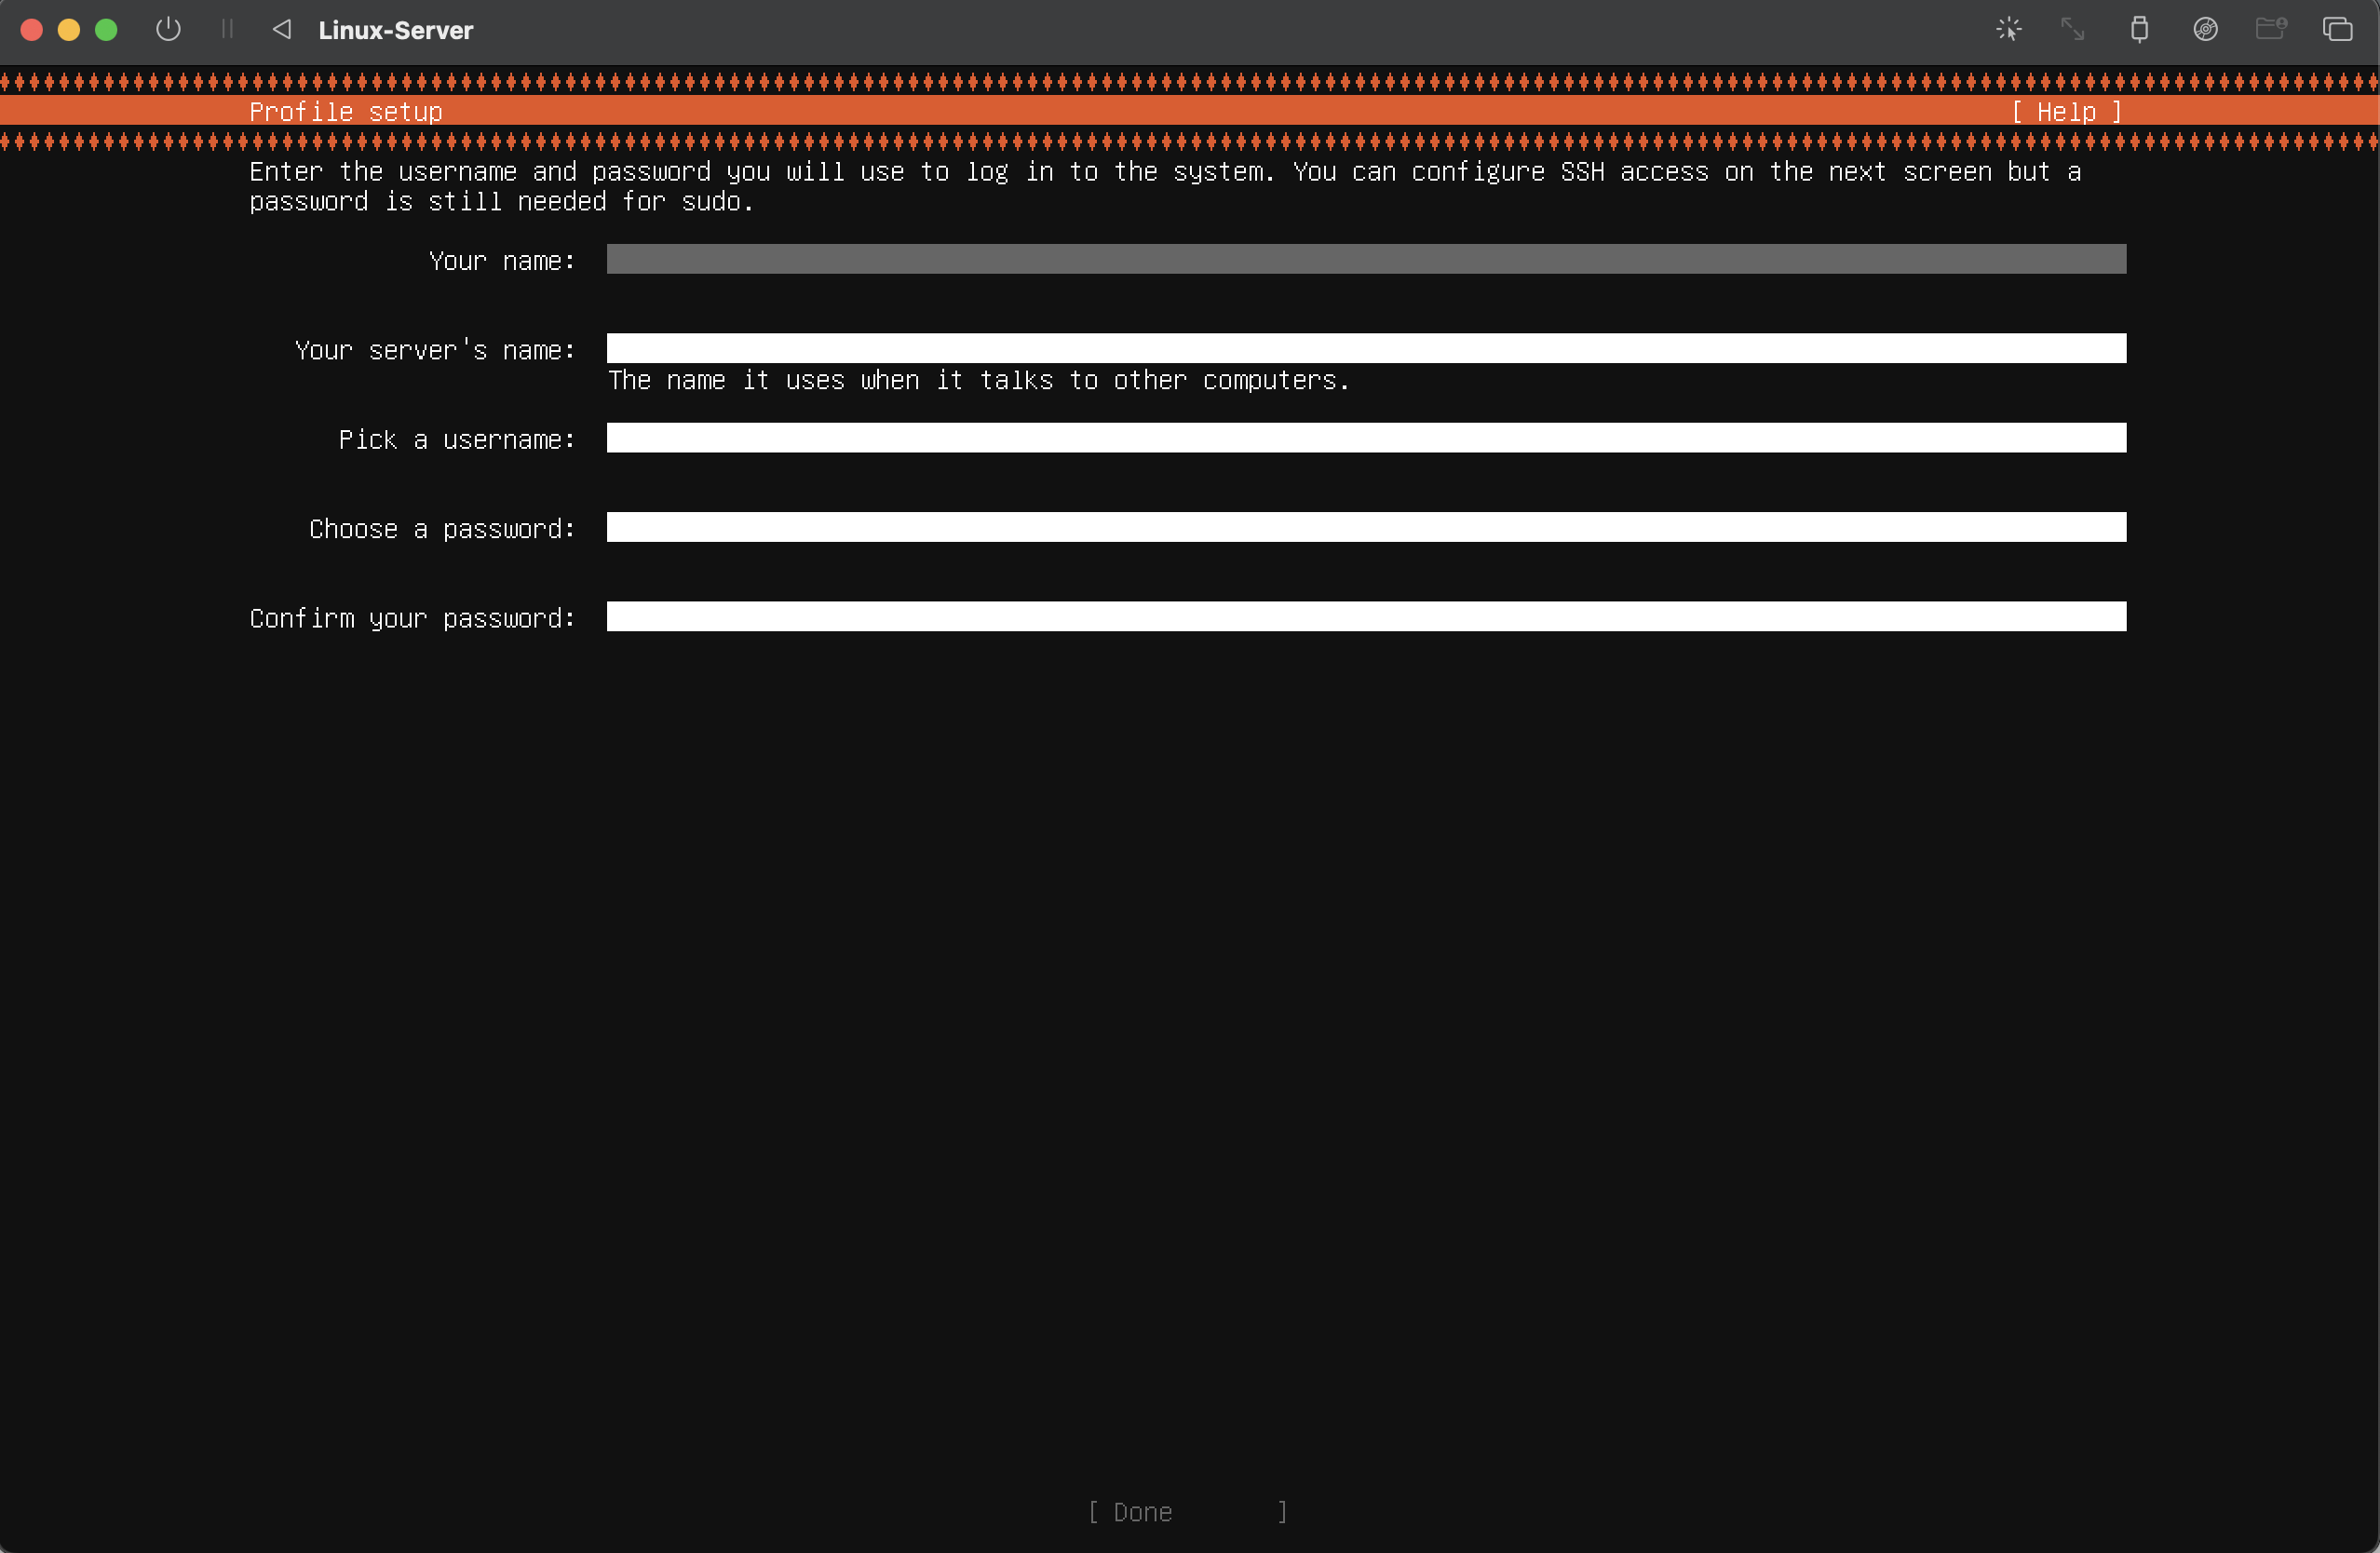 Linux-Server
Profile setup [ Help ]
Enter the username and password you will use to log in to the system. You can configure SSH access on the next screen but a
password is still needed for sudo.
Your name:
Your server's name:
The name it uses when it talks to other computers.
Pick a username:
Choose a password:
Confirm your password:
[ Done ]